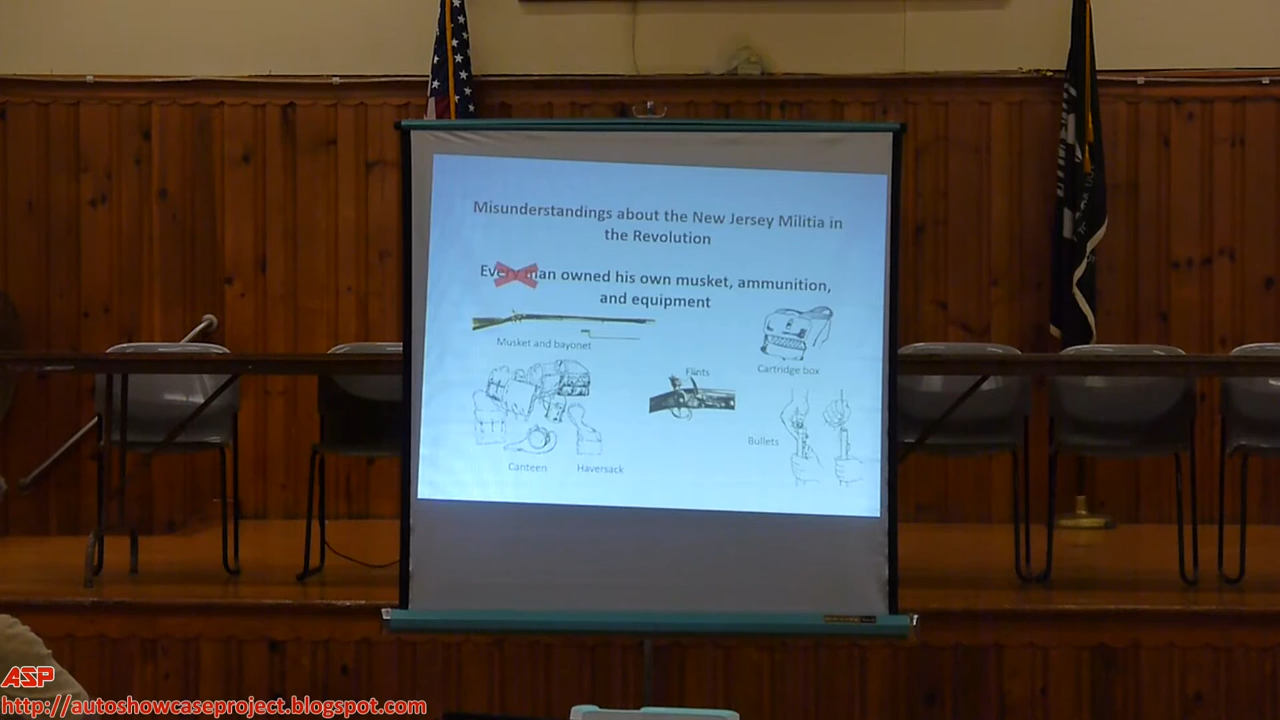 Misunderstandings about the New Jersey Militia in
the Revolution
Every man owned his own musket, ammunition,
and equipment
Musket and bayonet
Cartridge box
Flints
Bullets
Canteen
Haversack
ASP
http://autoshowcaseproject.blogspot.com